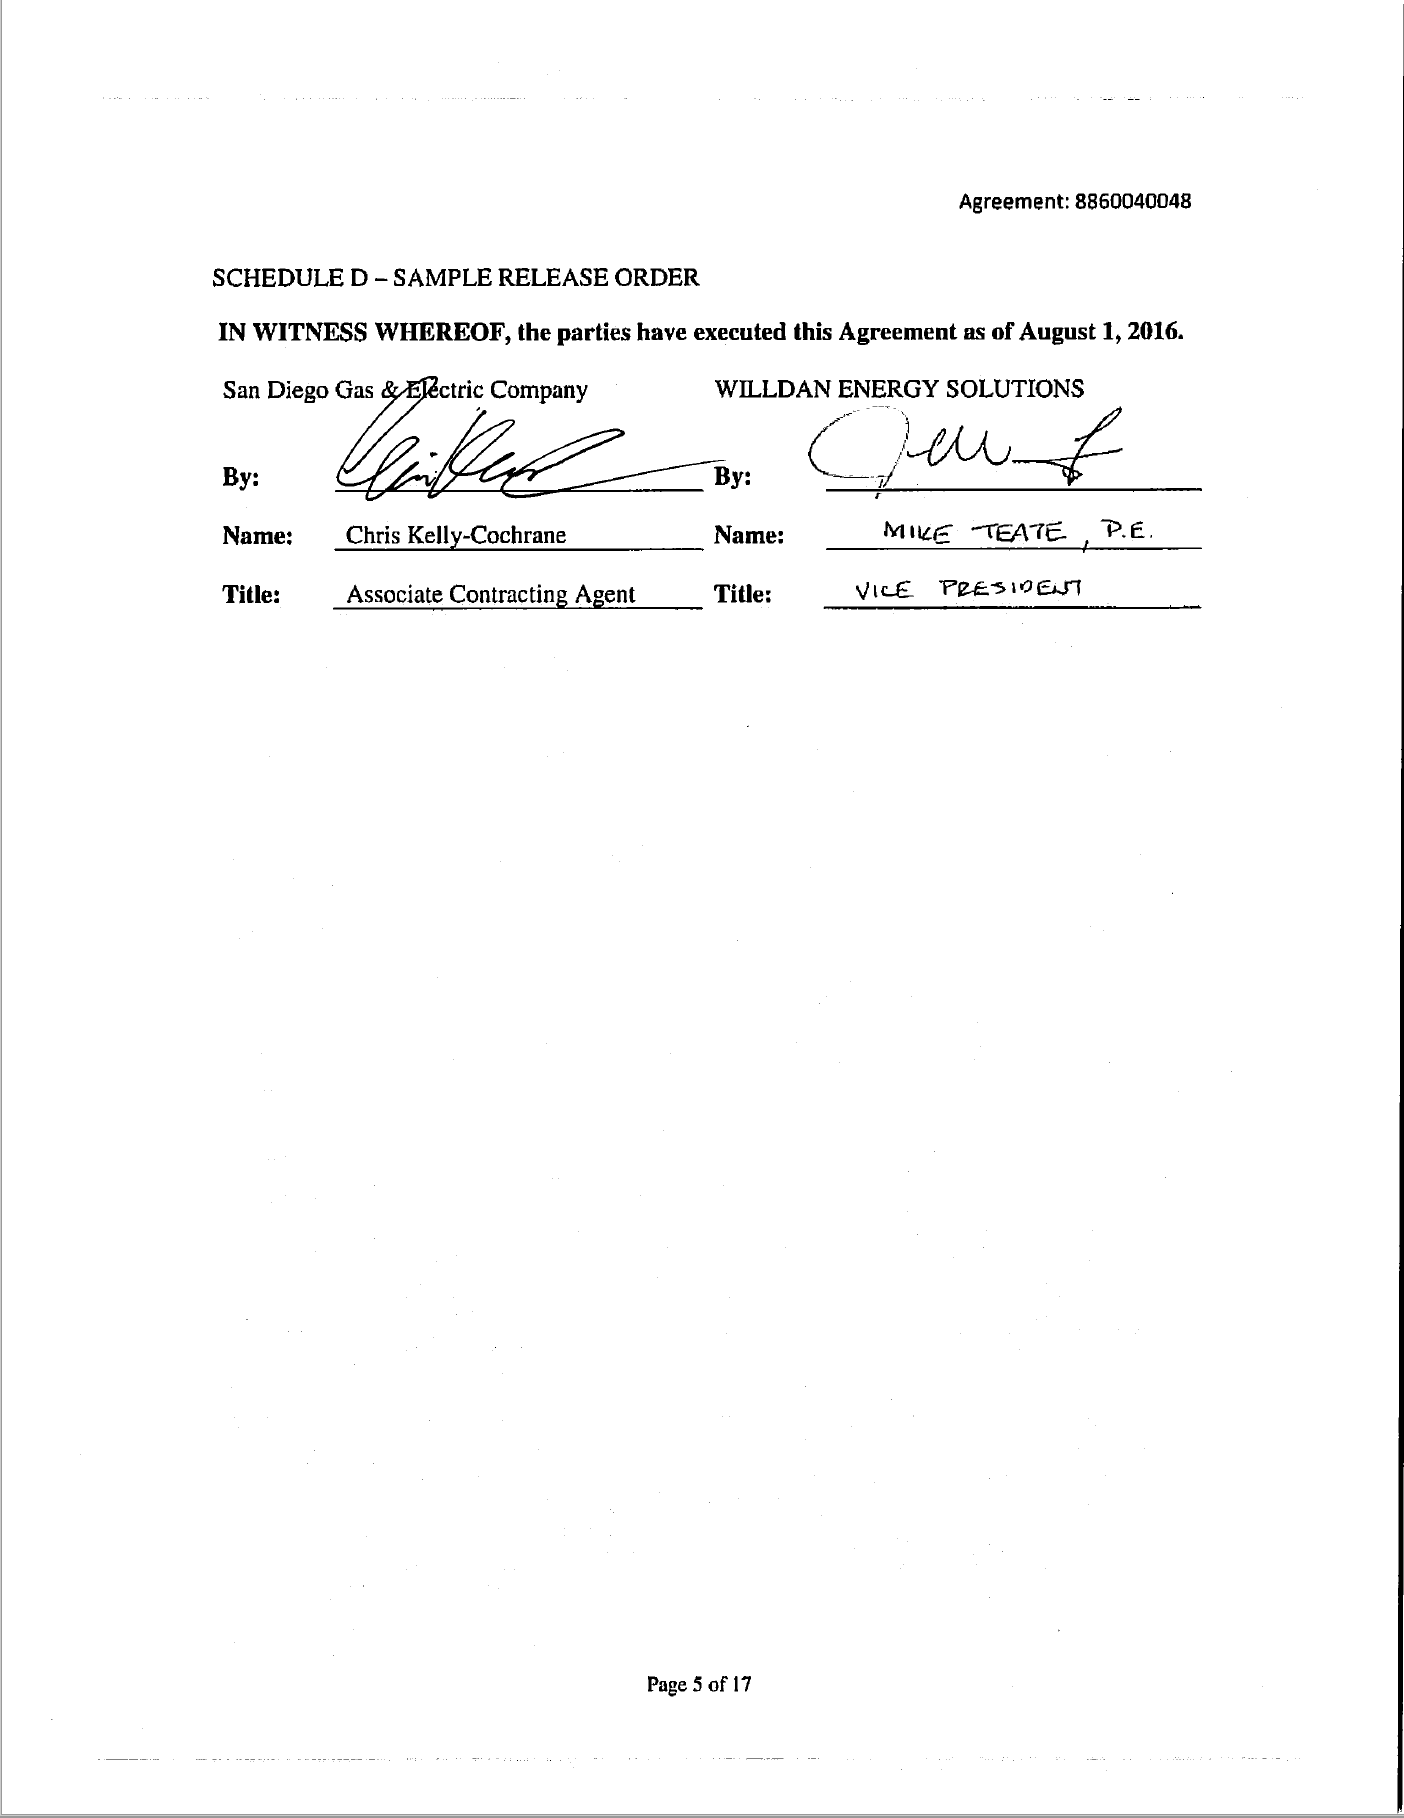 Agreement: 8860040048
SCHEDULE D – SAMPLE RELEASE ORDER
IN WITNESS WHEREOF, the parties have executed this Agreement as of August 1, 2016.
San Diego Gas & Electric Company WILLDAN ENERGY SOLUTIONS
By: By:
Name: Chris Kelly-Cochrane Name: MIKE TEATE, P.E.
Title: Associate Contracting Agent Title: VICE PRESIDENT
Page 5 of 17